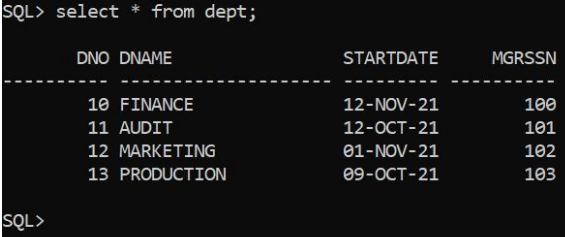 SQL> select * from dept;
DNO DNAME STARTDATE MGRSSN
---------- -------------------- --------- ----------
10 FINANCE 12-NOV-21 100
11 AUDIT 12-OCT-21 101
12 MARKETING 01-NOV-21 102
13 PRODUCTION 09-OCT-21 103
SQL>